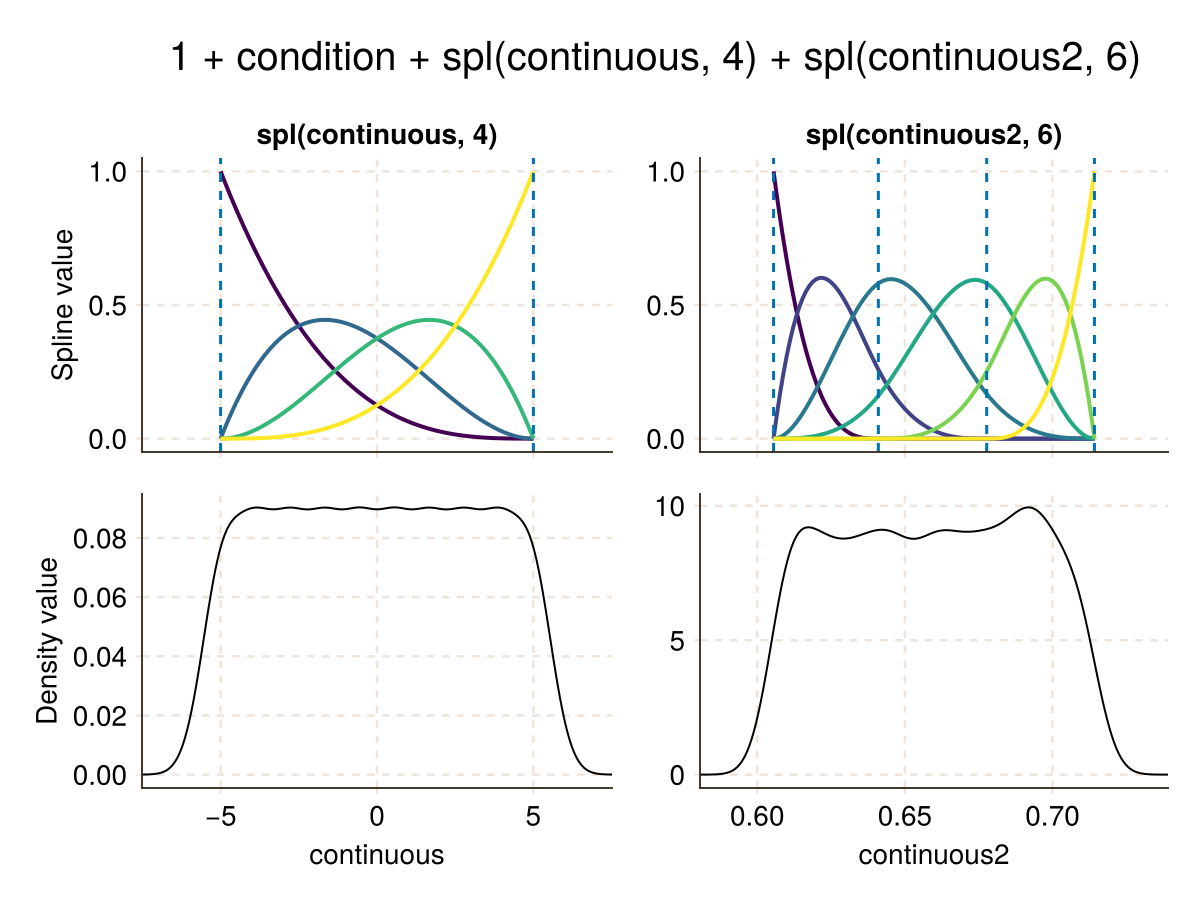 1 + condition + spl(continuous, 4) + spl(continuous2, 6)
spl(continuous, 4)
spl(continuous2, 6)
Spline value
1.0
0.5
0.0
1.0
0.5
0.0
Density value
0.08
0.06
0.04
0.02
0.00
−5
0
5
continuous
10
5
0
0.60
0.65
0.70
continuous2